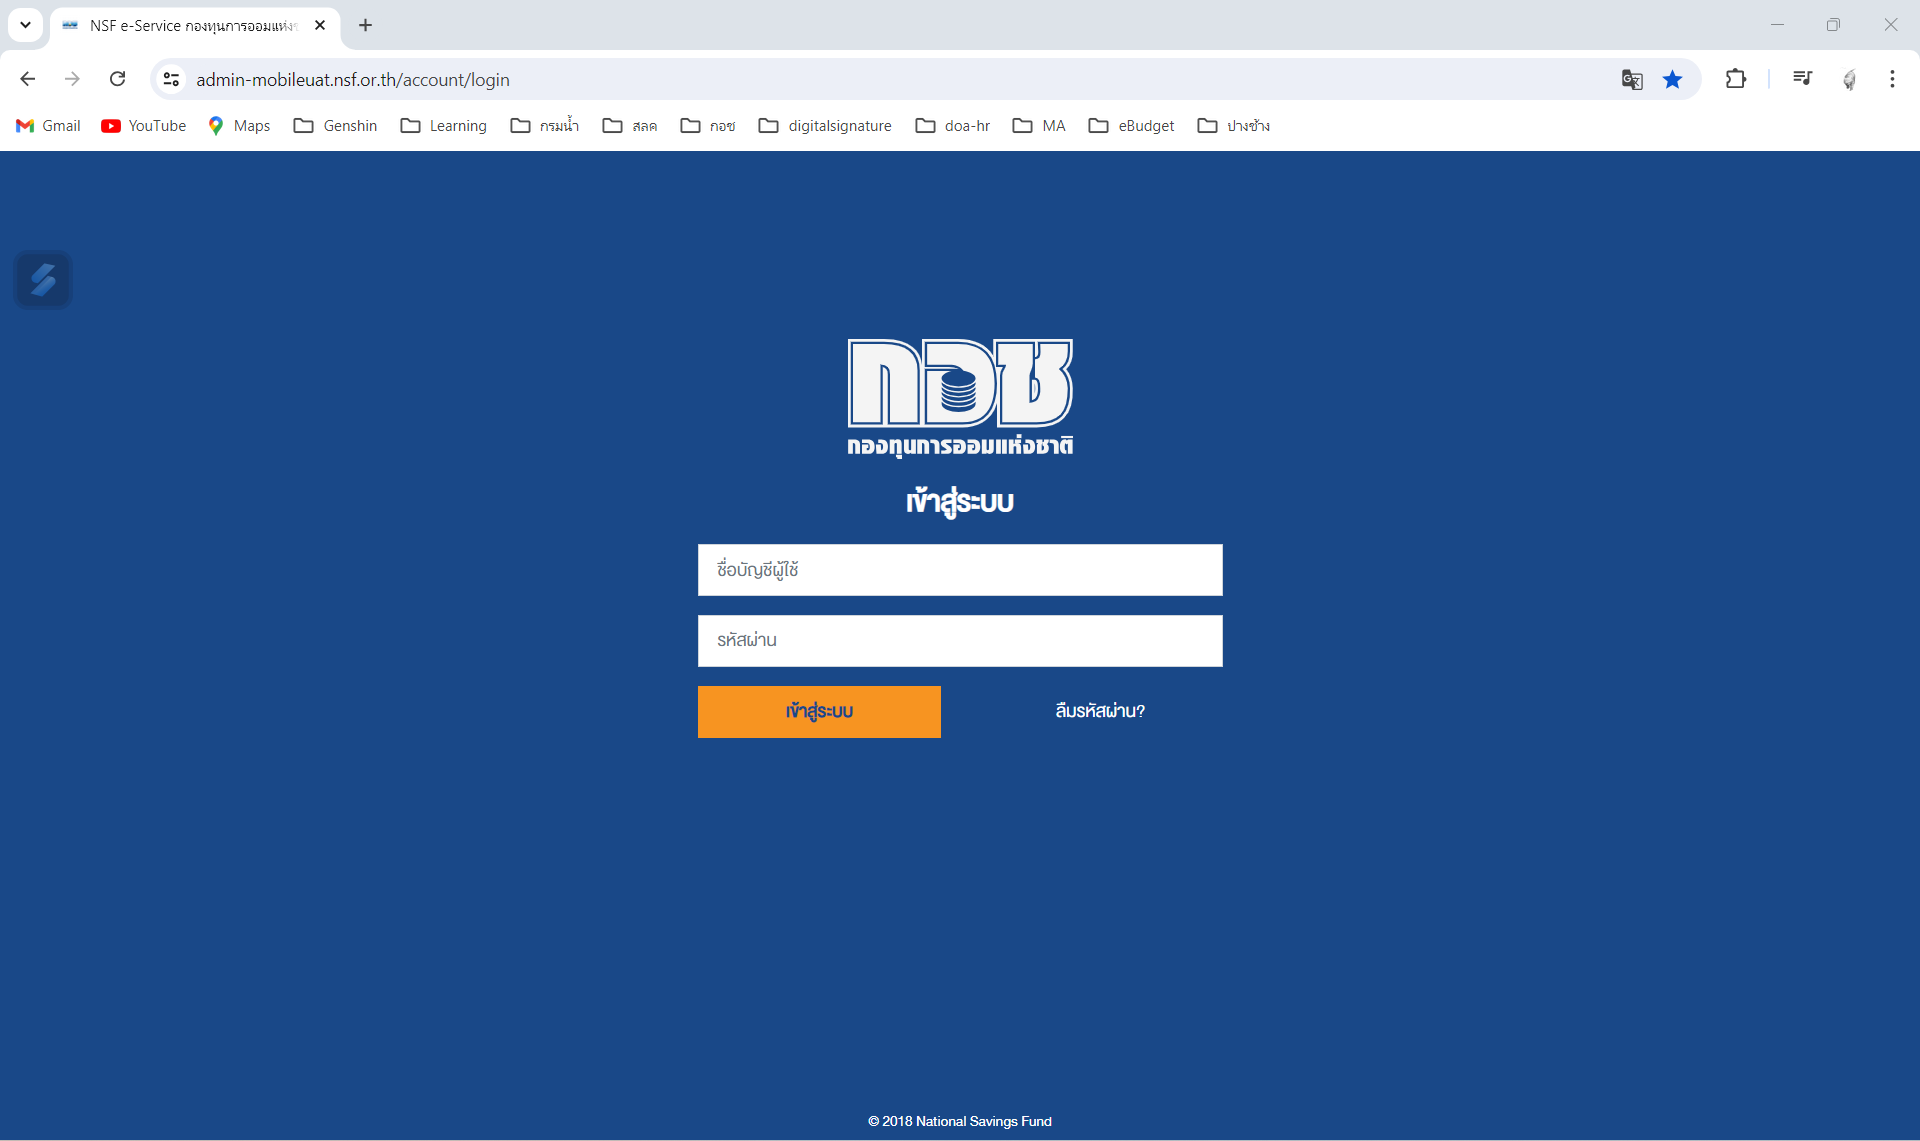 NSF e-Service กองทุนการออมแห่ง
admin-mobileuat.nsf.or.th/account/login
Gmail YouTube Maps Genshin Learning กรมน้ำ สลค กอช digitalsignature doa-hr MA eBudget ปางช้าง
กอช
กองทุนการออมแห่งชาติ
เข้าสู่ระบบ
ชื่อบัญชีผู้ใช้
รหัสผ่าน
เข้าสู่ระบบ ลืมรหัสผ่าน?
© 2018 National Savings Fund